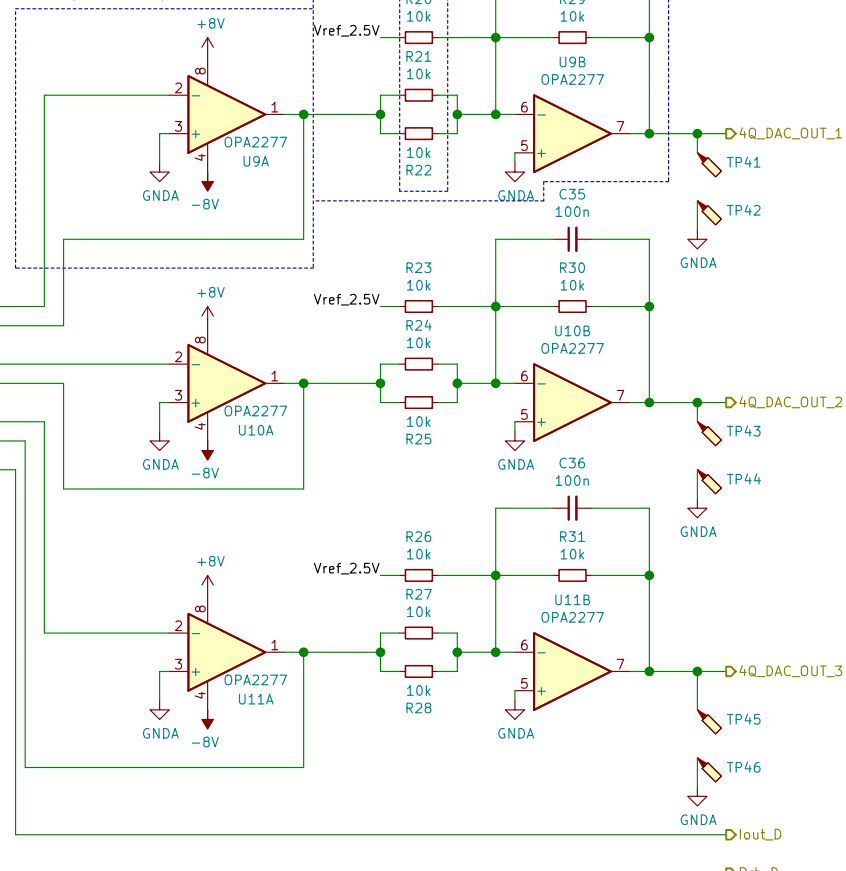 R20
R29
10k
10k
+8V
Vref_2.5V
R21
10k
U9B
OPA2277
8
2
−
1
6
−
7
4Q_DAC_OUT_1
3
+
OPA2277
U9A
10k
R22
5
+
TP41
4
GNDA
−8V
GNDA
C35
100n
TP42
GNDA
R23
10k
R30
10k
+8V
Vref_2.5V
R24
10k
U10B
OPA2277
8
2
−
1
6
−
7
4Q_DAC_OUT_2
3
+
OPA2277
U10A
10k
R25
5
+
TP43
4
GNDA
−8V
GNDA
C36
100n
TP44
GNDA
R26
10k
R31
10k
+8V
Vref_2.5V
R27
10k
U11B
OPA2277
8
2
−
1
6
−
7
4Q_DAC_OUT_3
3
+
OPA2277
U11A
10k
R28
5
+
TP45
4
GNDA
−8V
GNDA
TP46
GNDA
Iout_D